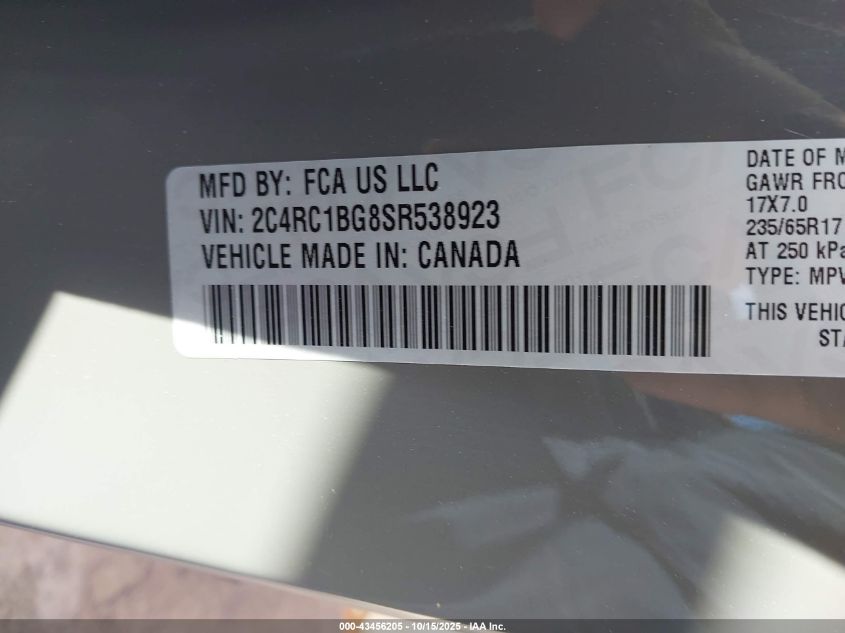 MFD BY: FCA US LLC
VIN: 2C4RC1BG8SR538923
VEHICLE MADE IN: CANADA
DATE OF M
GAWR FRO
17X7.0
235/65R17
AT 250 kPa
TYPE: MPV
THIS VEHIC
STA
000-43456205 - 10/15/2025 - IAA Inc.